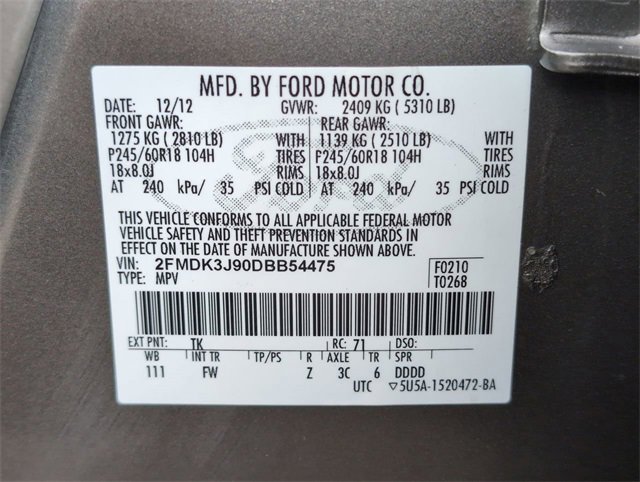 MFD. BY FORD MOTOR CO.
DATE: 12/12 GVWR: 2409 KG ( 5310 LB)
FRONT GAWR: REAR GAWR:
1275 KG ( 2810 LB) WITH 1139 KG ( 2510 LB) WITH
P245/60R18 104H TIRES P245/60R18 104H TIRES
18x8.0J RIMS 18x8.0J RIMS
AT 240 kPa/ 35 PSI COLD AT 240 kPa/ 35 PSI COLD
Ford
THIS VEHICLE CONFORMS TO ALL APPLICABLE FEDERAL MOTOR
VEHICLE SAFETY AND THEFT PREVENTION STANDARDS IN
EFFECT ON THE DATE OF MANUFACTURE SHOWN ABOVE.
VIN: 2FMDK3J90DBB54475 F0210
TYPE: MPV T0268
EXT PNT: TK RC: 71 DSO:
WB INT TR TP/PS R AXLE TR SPR
111 FW Z 3C 6 DDDD
UTC ▽5U5A-1520472-BA